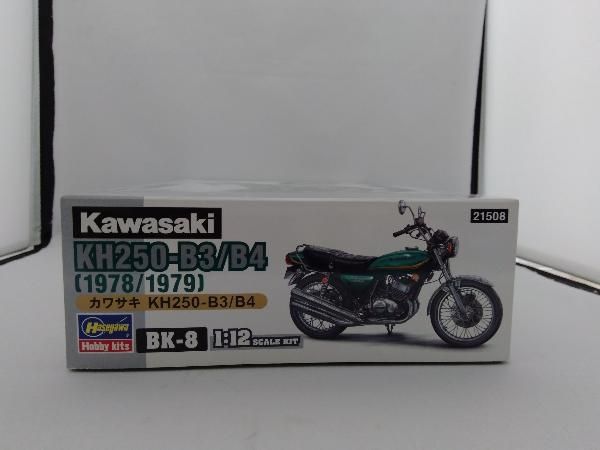 Kawasaki
21508
KH250-B3/B4
(1978/1979)
カワサキ KH250-B3/B4
Hasegawa
Hobby kits
BK-8 1:12 SCALE KIT